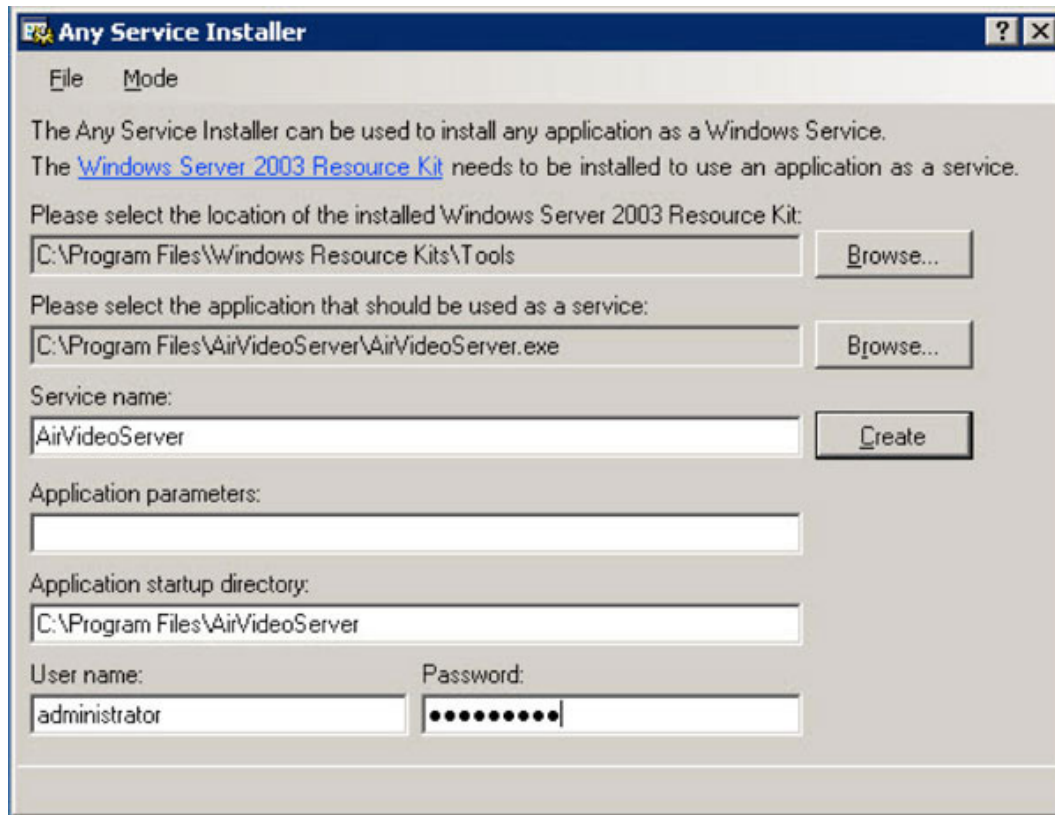 Any Service Installer
File Mode
The Any Service Installer can be used to install any application as a Windows Service.
The Windows Server 2003 Resource Kit needs to be installed to use an application as a service.
Please select the location of the installed Windows Server 2003 Resource Kit:
C:\Program Files\Windows Resource Kits\Tools
Browse...
Please select the application that should be used as a service:
C:\Program Files\AirVideoServer\AirVideoServer.exe
Browse...
Service name:
AirVideoServer
Create
Application parameters:
Application startup directory:
C:\Program Files\AirVideoServer
User name: Password:
administrator ●●●●●●●●●